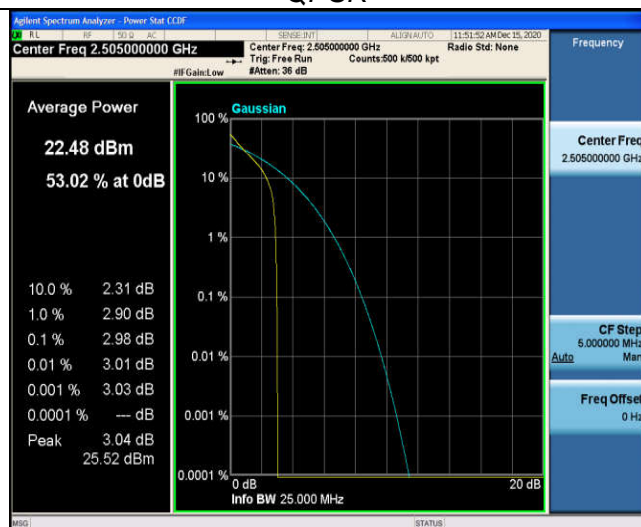 Agilent Spectrum Analyzer - Power Stat CCDF
RL RF 50 Ω AC SENSE:INT ALIGN AUTO 11:51:52 AM Dec 15, 2020
Center Freq 2.505000000 GHz
Center Freq: 2.505000000 GHz
Radio Std: None
Trig: Free Run Counts:500 k/500 kpt
#IFGain:Low #Atten: 36 dB
Frequency
Average Power
22.48 dBm
53.02 % at 0dB
10.0 % 2.31 dB
1.0 % 2.90 dB
0.1 % 2.98 dB
0.01 % 3.01 dB
0.001 % 3.03 dB
0.0001 % --- dB
Peak 3.04 dB
25.52 dBm
Gaussian
100 %
10 %
1 %
0.1 %
0.01 %
0.001 %
0.0001 %
0 dB 20 dB
Info BW 25.000 MHz
Center Freq
2.505000000 GHz
CF Step
5.000000 MHz
Auto Man
Freq Offset
0 Hz
MSG STATUS